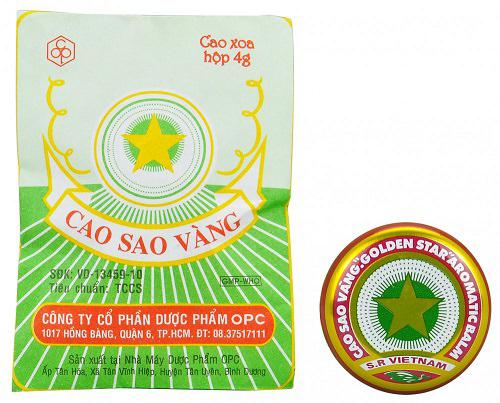 OPC
Cao xoa
hộp 4g
CAO SAO VÀNG
SĐK: VD-13459-10
Tiêu chuẩn: TCCS
GMP-WHO
CÔNG TY CỔ PHẦN DƯỢC PHẨM OPC
1017 HỒNG BÀNG, QUẬN 6, TP.HCM. ĐT: 08.37517111
Sản xuất tại Nhà Máy Dược Phẩm OPC
Ấp Tân Hóa, Xã Tân Vĩnh Hiệp, Huyện Tân Uyên, Bình Dương
CAO SAO VÀNG "GOLDEN STAR" AROMATIC BALM
S.R VIETNAM